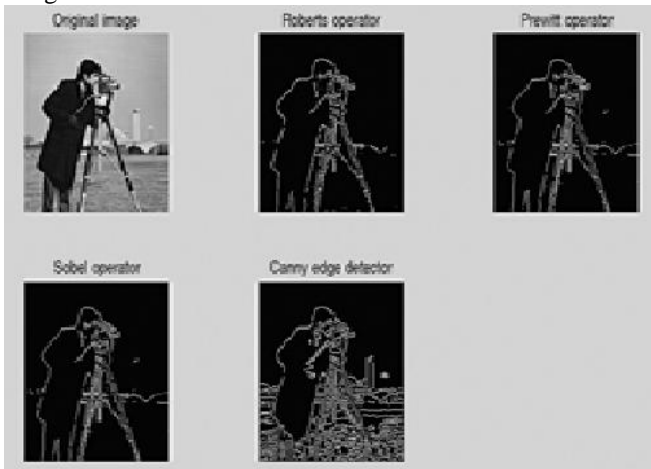 Original image
Roberts operator
Prewitt operator
Sobel operator
Canny edge detector